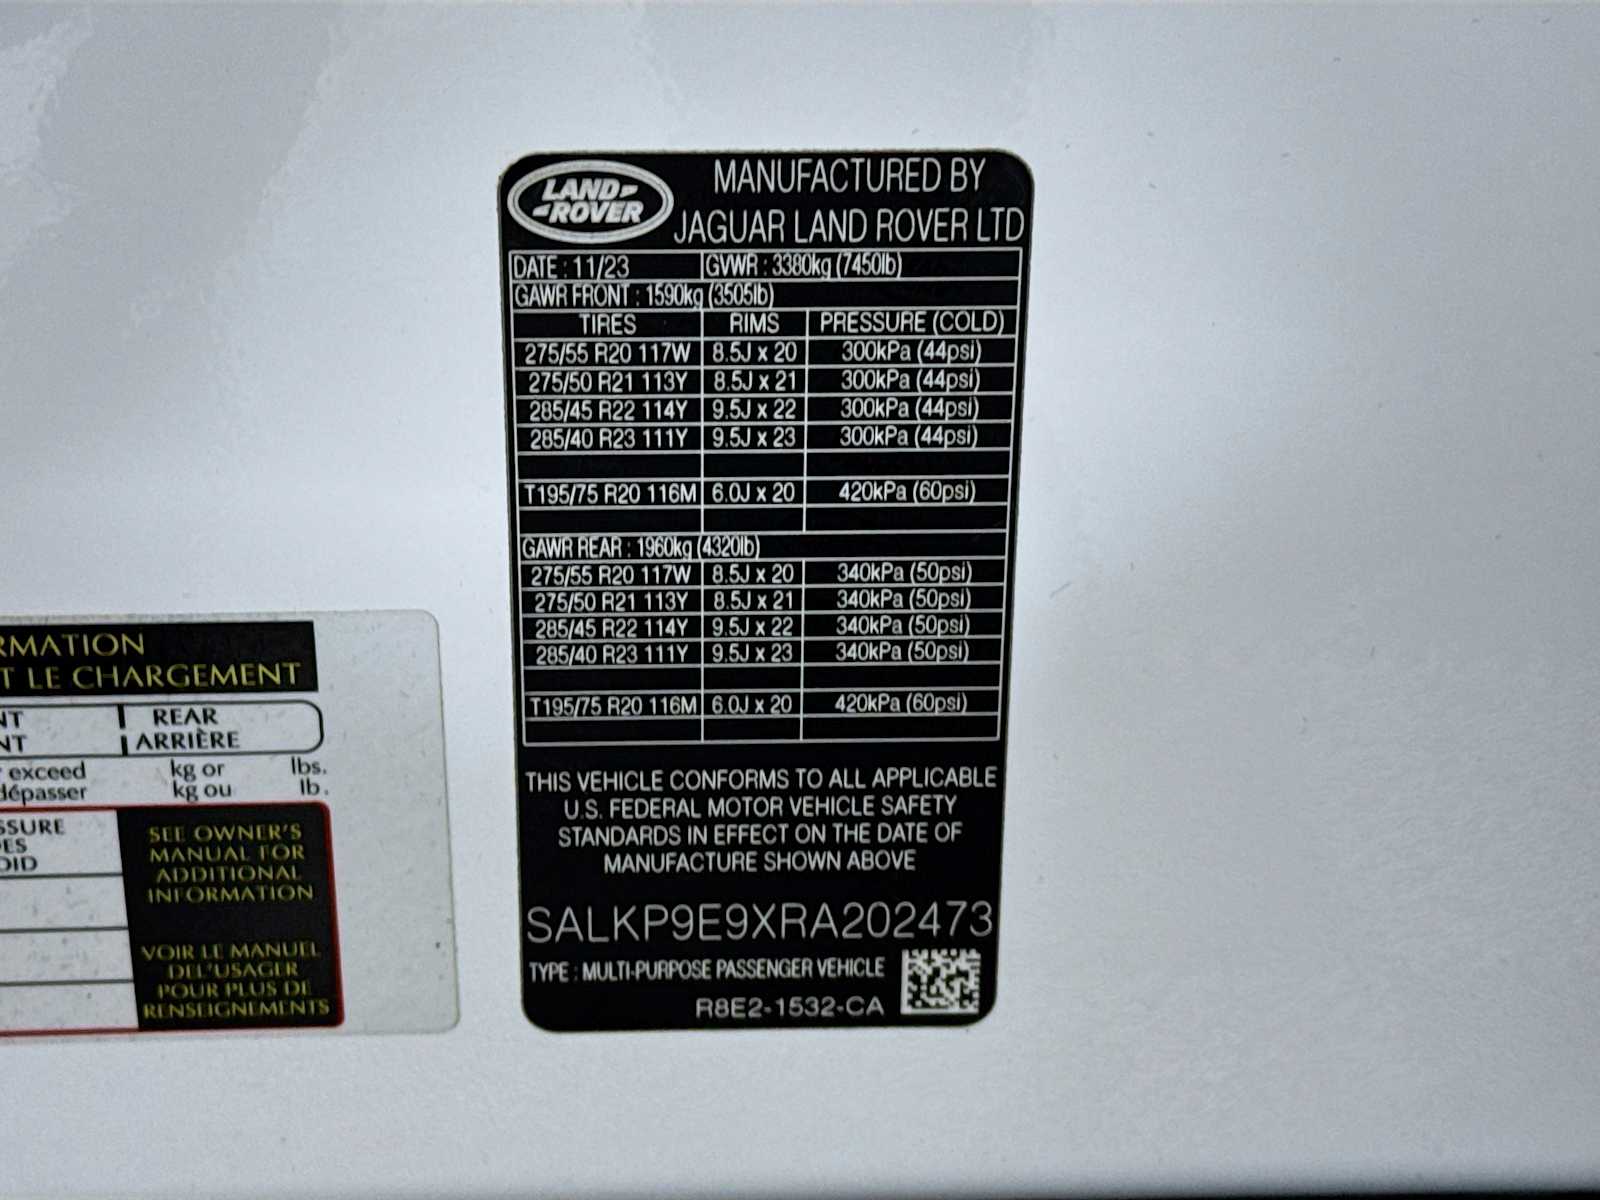 LAND-
-ROVER
MANUFACTURED BY
JAGUAR LAND ROVER LTD
DATE : 11/23 GVWR : 3380kg (7450lb)
GAWR FRONT : 1590kg (3505lb)
TIRES RIMS PRESSURE (COLD)
275/55 R20 117W 8.5J x 20 300kPa (44psi)
275/50 R21 113Y 8.5J x 21 300kPa (44psi)
285/45 R22 114Y 9.5J x 22 300kPa (44psi)
285/40 R23 111Y 9.5J x 23 300kPa (44psi)
T195/75 R20 116M 6.0J x 20 420kPa (60psi)
GAWR REAR : 1960kg (4320lb)
275/55 R20 117W 8.5J x 20 340kPa (50psi)
275/50 R21 113Y 8.5J x 21 340kPa (50psi)
285/45 R22 114Y 9.5J x 22 340kPa (50psi)
285/40 R23 111Y 9.5J x 23 340kPa (50psi)
T195/75 R20 116M 6.0J x 20 420kPa (60psi)
THIS VEHICLE CONFORMS TO ALL APPLICABLE
U.S. FEDERAL MOTOR VEHICLE SAFETY
STANDARDS IN EFFECT ON THE DATE OF
MANUFACTURE SHOWN ABOVE
SALKP9E9XRA202473
TYPE : MULTI-PURPOSE PASSENGER VEHICLE
R8E2-1532-CA
RMATION
T LE CHARGEMENT
NT REAR
NT ARRIÈRE
exceed kg or lbs.
dépasser kg ou lb.
SSURE
ES
OID
SEE OWNER'S
MANUAL FOR
ADDITIONAL
INFORMATION
VOIR LE MANUEL
DEL'USAGER
POUR PLUS DE
RENSEIGNEMENTS